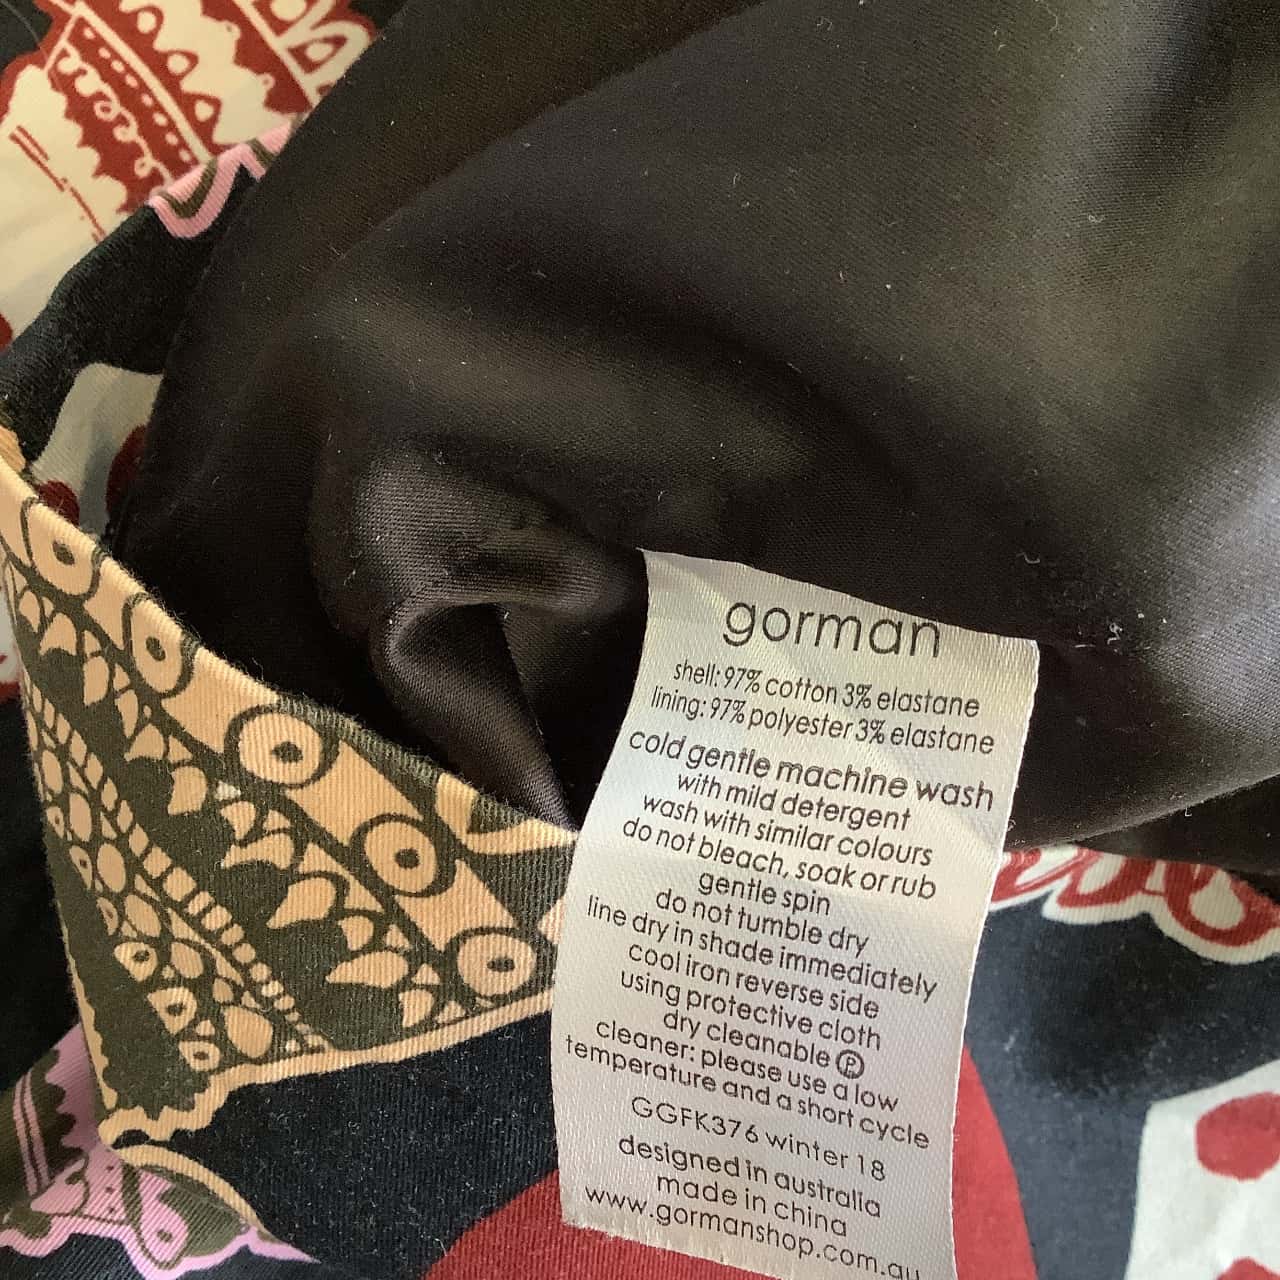 gorman
shell: 97% cotton 3% elastane
lining: 97% polyester 3% elastane
cold gentle machine wash
with mild detergent
wash with similar colours
do not bleach, soak or rub
gentle spin
do not tumble dry
line dry in shade immediately
cool iron reverse side
using protective cloth
dry cleanable Ⓟ
cleaner: please use a low
temperature and a short cycle
GGFK376 winter 18
designed in australia
made in china
www.gormanshop.com.au